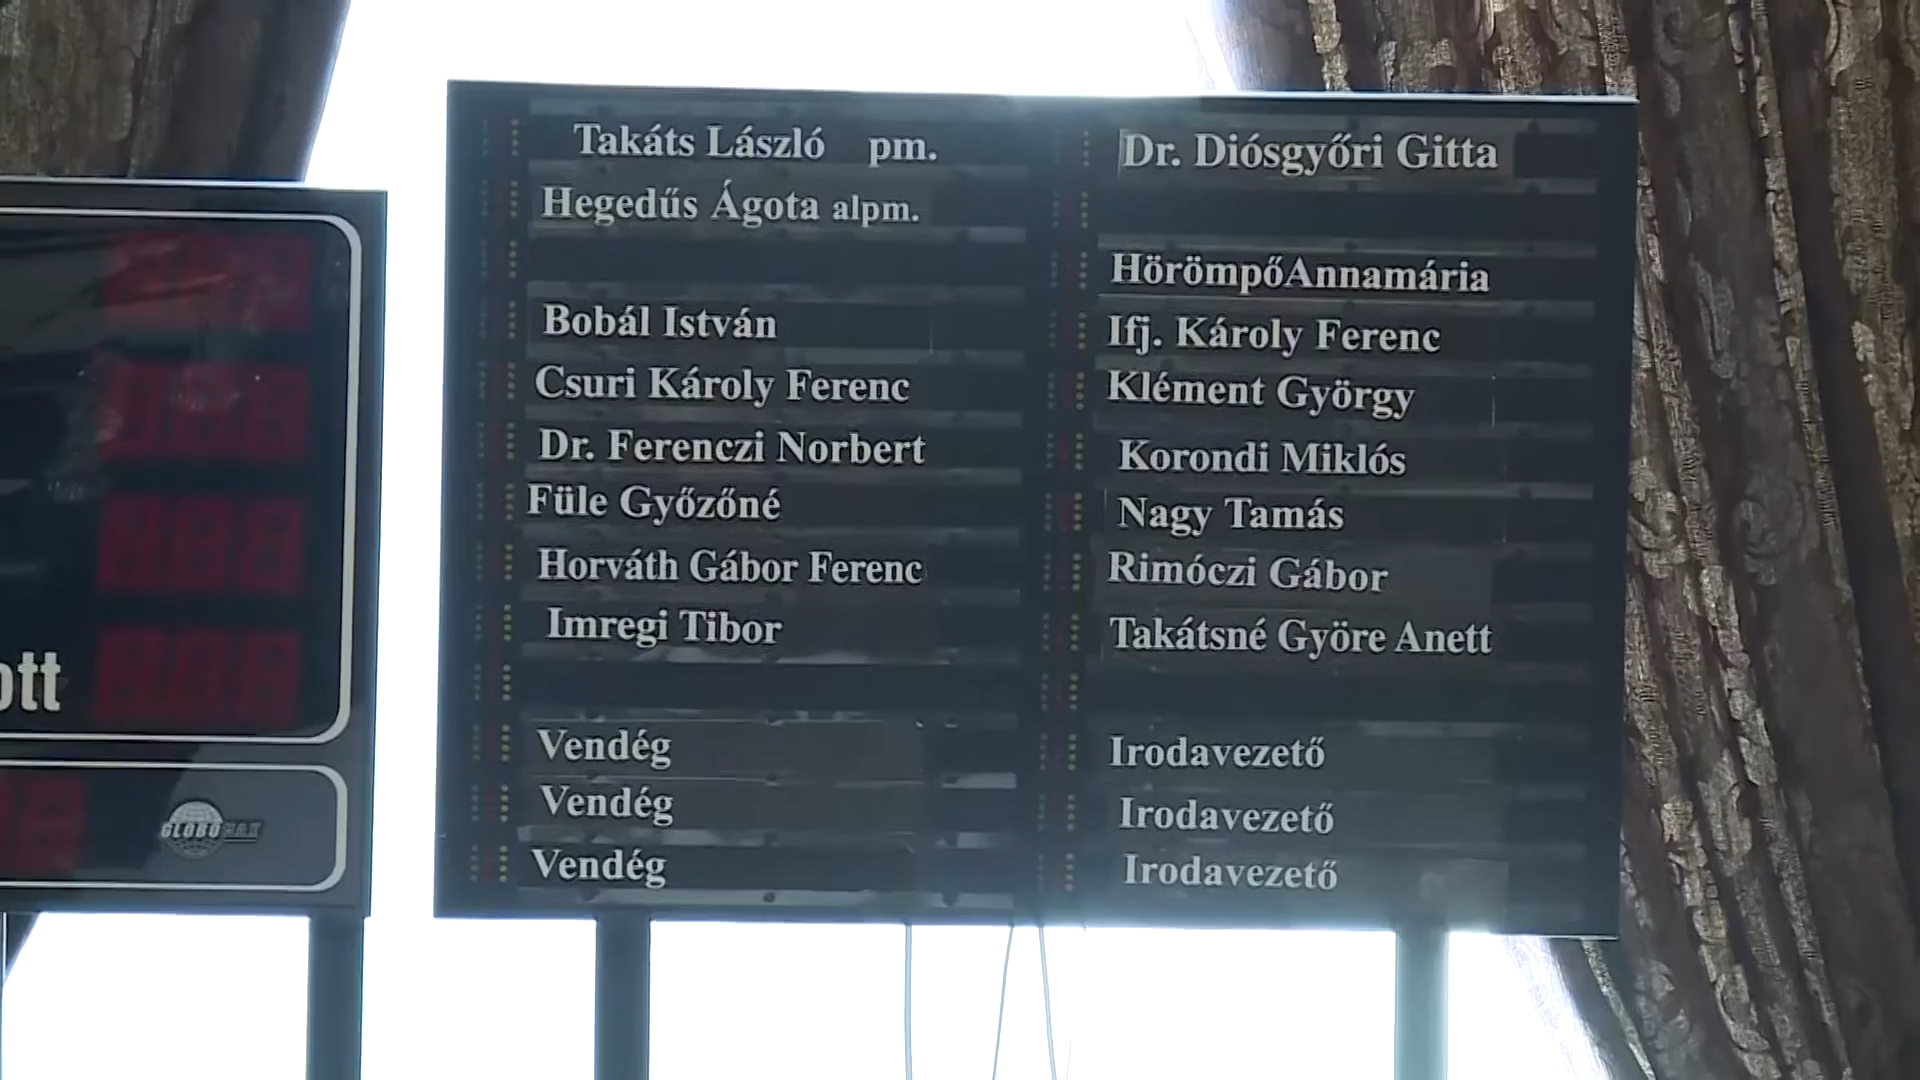 Takáts László pm.
Hegedűs Ágota alpm.
Bobál István
Csuri Károly Ferenc
Dr. Ferenczi Norbert
Füle Győzőné
Horváth Gábor Ferenc
Imregi Tibor
Vendég
Vendég
Vendég
Dr. Diósgyőri Gitta
HörömpőAnnamária
Ifj. Károly Ferenc
Klément György
Korondi Miklós
Nagy Tamás
Rimóczi Gábor
Takátsné Györe Anett
Irodavezető
Irodavezető
Irodavezető
ott
GLOBOMAX